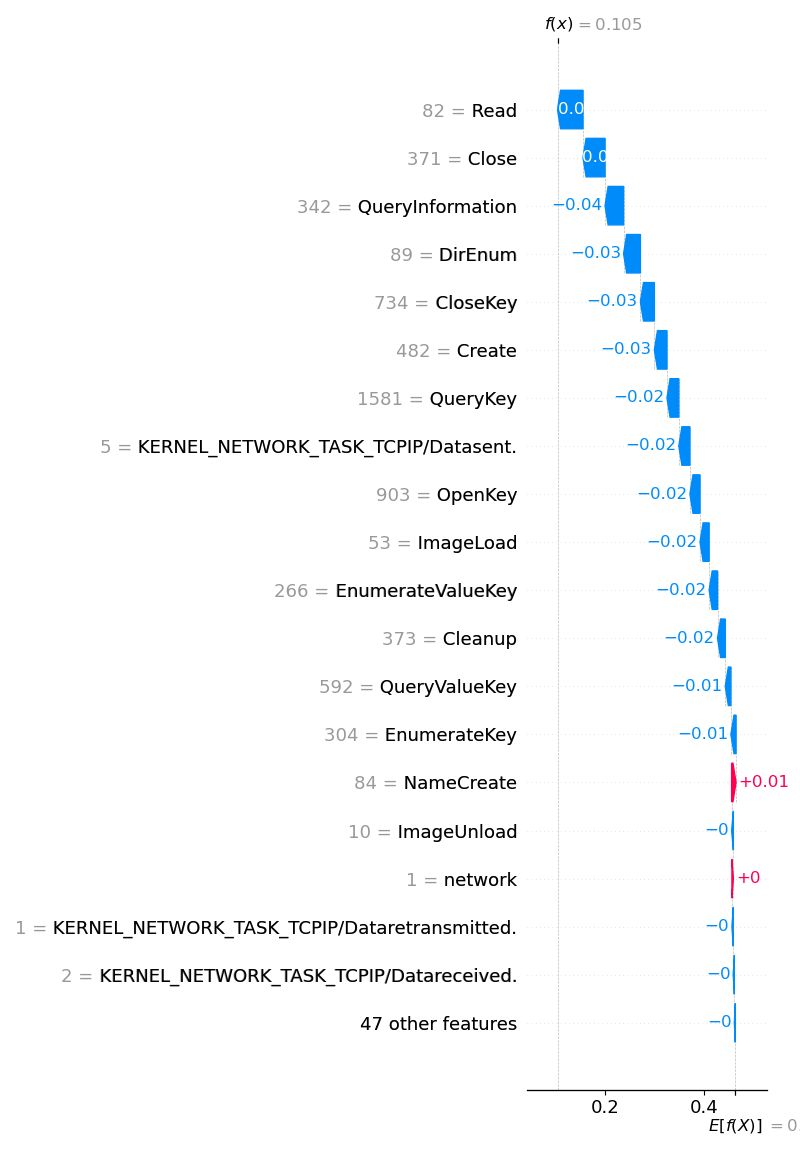 f(x) = 0.105
82 = Read
0.0
371 = Close
0.0
342 = QueryInformation
−0.04
89 = DirEnum
−0.03
734 = CloseKey
−0.03
482 = Create
−0.03
1581 = QueryKey
−0.02
5 = KERNEL_NETWORK_TASK_TCPIP/Datasent.
−0.02
903 = OpenKey
−0.02
53 = ImageLoad
−0.02
266 = EnumerateValueKey
−0.02
373 = Cleanup
−0.02
592 = QueryValueKey
−0.01
304 = EnumerateKey
−0.01
84 = NameCreate
+0.01
10 = ImageUnload
−0
1 = network
+0
1 = KERNEL_NETWORK_TASK_TCPIP/Dataretransmitted.
−0
2 = KERNEL_NETWORK_TASK_TCPIP/Datareceived.
−0
47 other features
−0
0.2 0.4
E[f(X)] = 0.